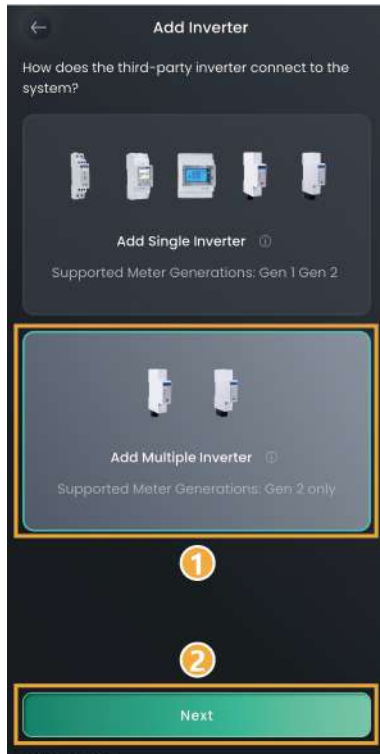 Add Inverter
How does the third-party inverter connect to the
system?
Add Single Inverter ⓘ
Supported Meter Generations: Gen 1 Gen 2
Add Multiple Inverter ⓘ
Supported Meter Generations: Gen 2 only
1
2
Next